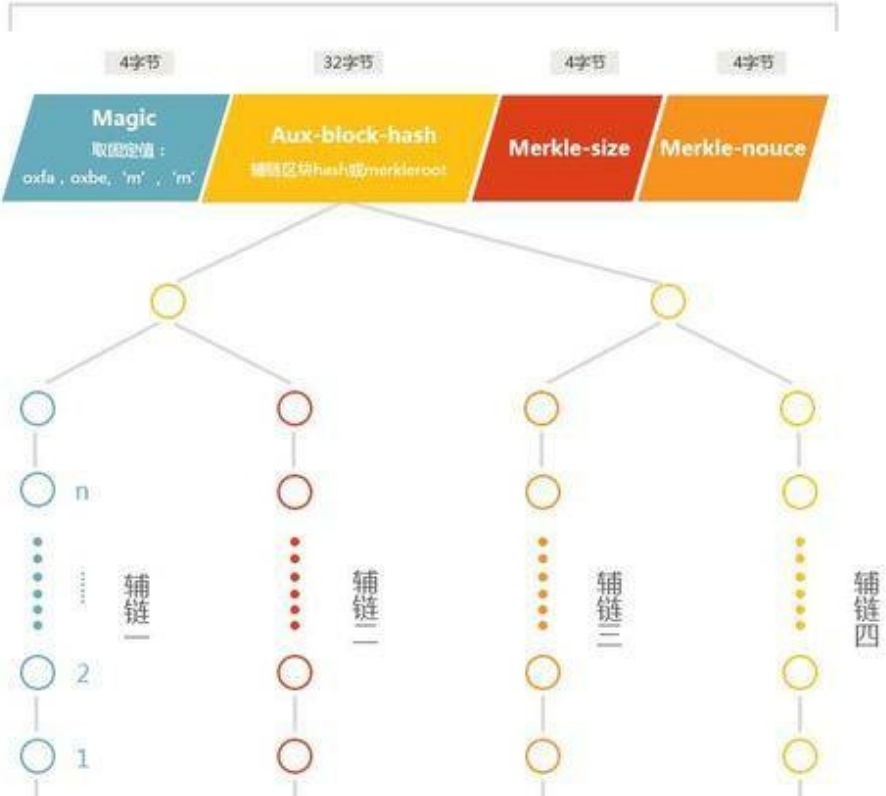 4字节
32字节
4字节
4字节
Magic
取固定值：
oxfa，oxbe，'m'，'m'
Aux-block-hash
辅链区块hash或merkleroot
Merkle-size
Merkle-nouce
n
......
2
1
辅链一
辅链二
辅链三
辅链四